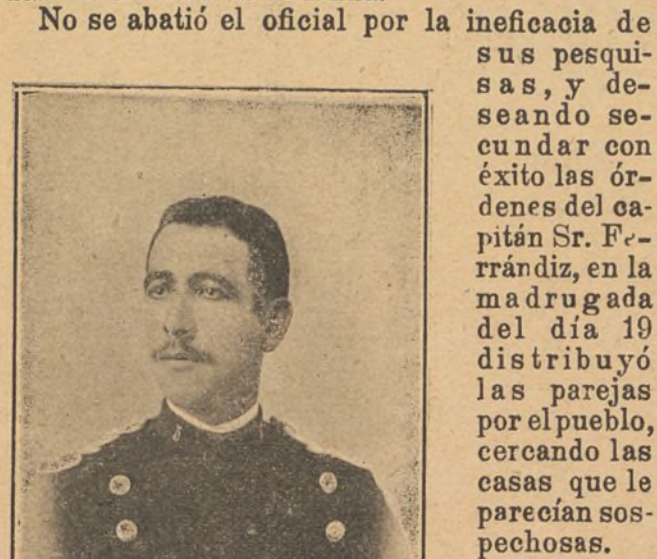 No se abatió el oficial por la ineficacia de
sus pesqui-
sas, y de-
seando se-
cundar con
éxito las ór-
denes del ca-
pitán Sr. Fe-
rrándiz, en la
madrugada
del día 19
distribuyó
las parejas
por el pueblo,
cercando las
casas que le
parecían sos-
pechosas.